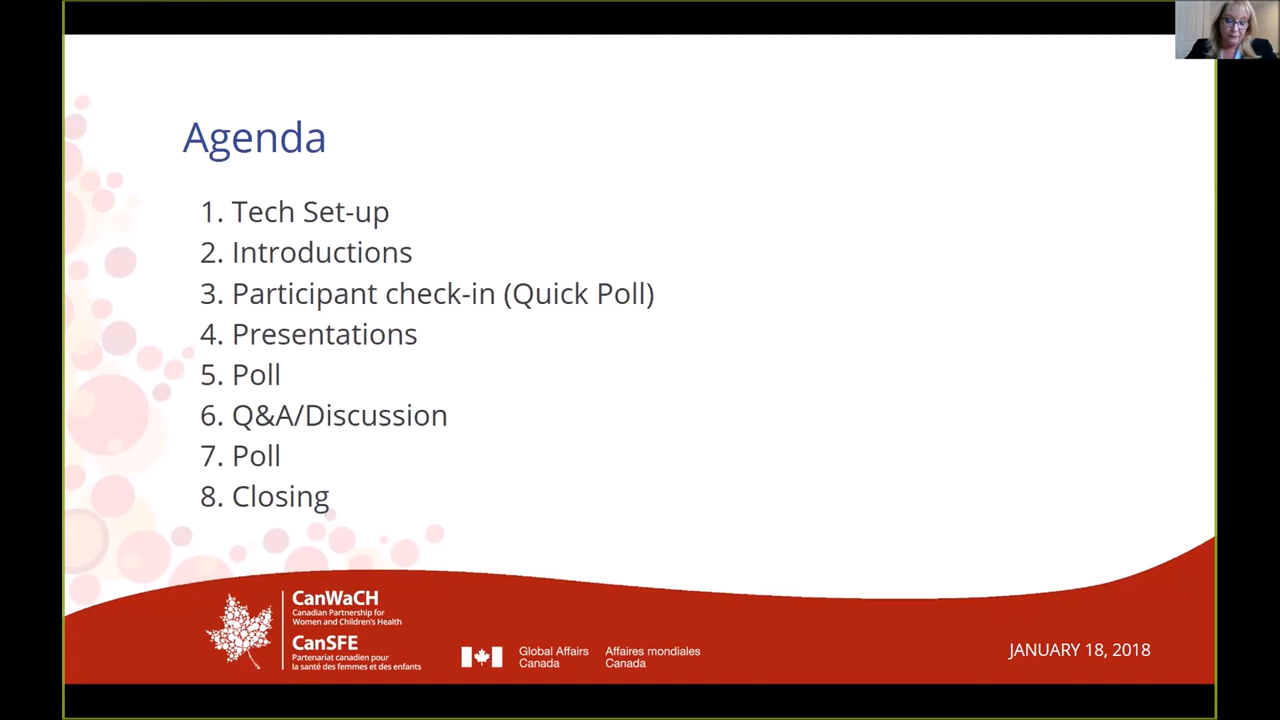 Agenda
1. Tech Set-up
2. Introductions
3. Participant check-in (Quick Poll)
4. Presentations
5. Poll
6. Q&A/Discussion
7. Poll
8. Closing
CanWaCH
Canadian Partnership for
Women and Children's Health
CanSFE
Partenariat canadien pour
la santé des femmes et des enfants
Global Affairs
Canada
Affaires mondiales
Canada
JANUARY 18, 2018